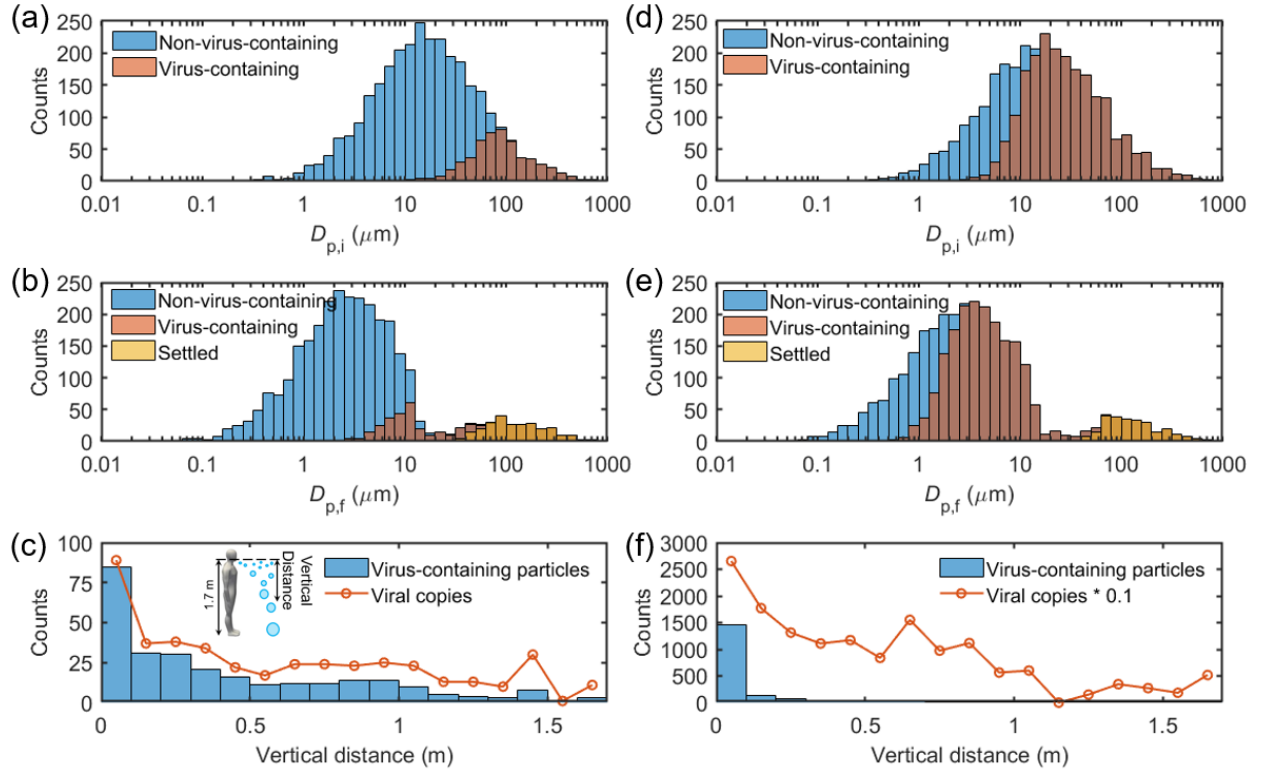 (a)
250
200
150
100
50
0
Counts
Non-virus-containing
Virus-containing
0.01 0.1 1 10 100 1000
Dp,i (μm)
(d)
250
200
150
100
50
0
Counts
Non-virus-containing
Virus-containing
0.01 0.1 1 10 100 1000
Dp,i (μm)
(b)
250
200
150
100
50
0
Counts
Non-virus-containing
Virus-containing
Settled
0.01 0.1 1 10 100 1000
Dp,f (μm)
(e)
250
200
150
100
50
0
Counts
Non-virus-containing
Virus-containing
Settled
0.01 0.1 1 10 100 1000
Dp,f (μm)
(c)
100
75
50
25
0
Counts
1.7 m
Vertical
Distance
Virus-containing particles
Viral copies
0 0.5 1 1.5
Vertical distance (m)
(f)
3000
2500
2000
1500
1000
500
0
Counts
Virus-containing particles
Viral copies * 0.1
0 0.5 1 1.5
Vertical distance (m)